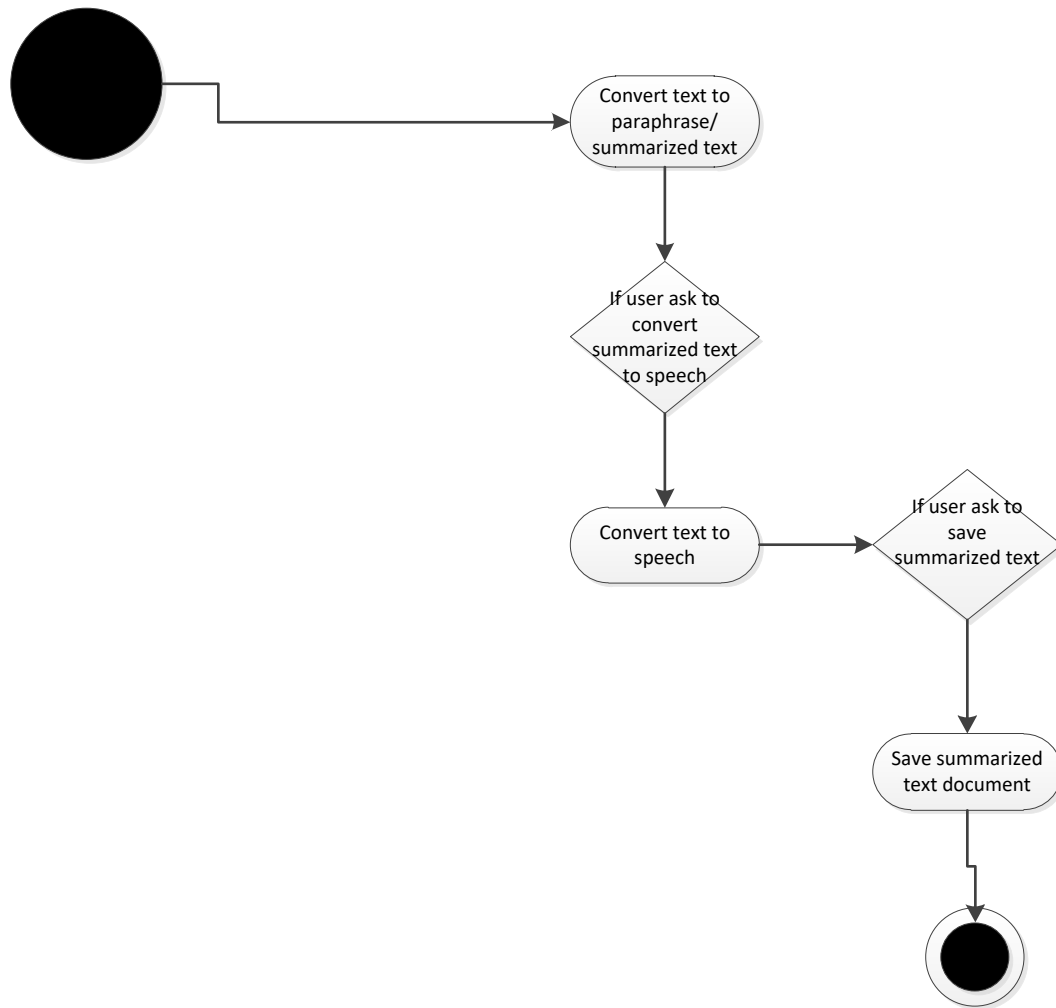 Convert text to
paraphrase/
summarized text
If user ask to
convert
summarized text
to speech
Convert text to
speech
If user ask to
save
summarized text
Save summarized
text document